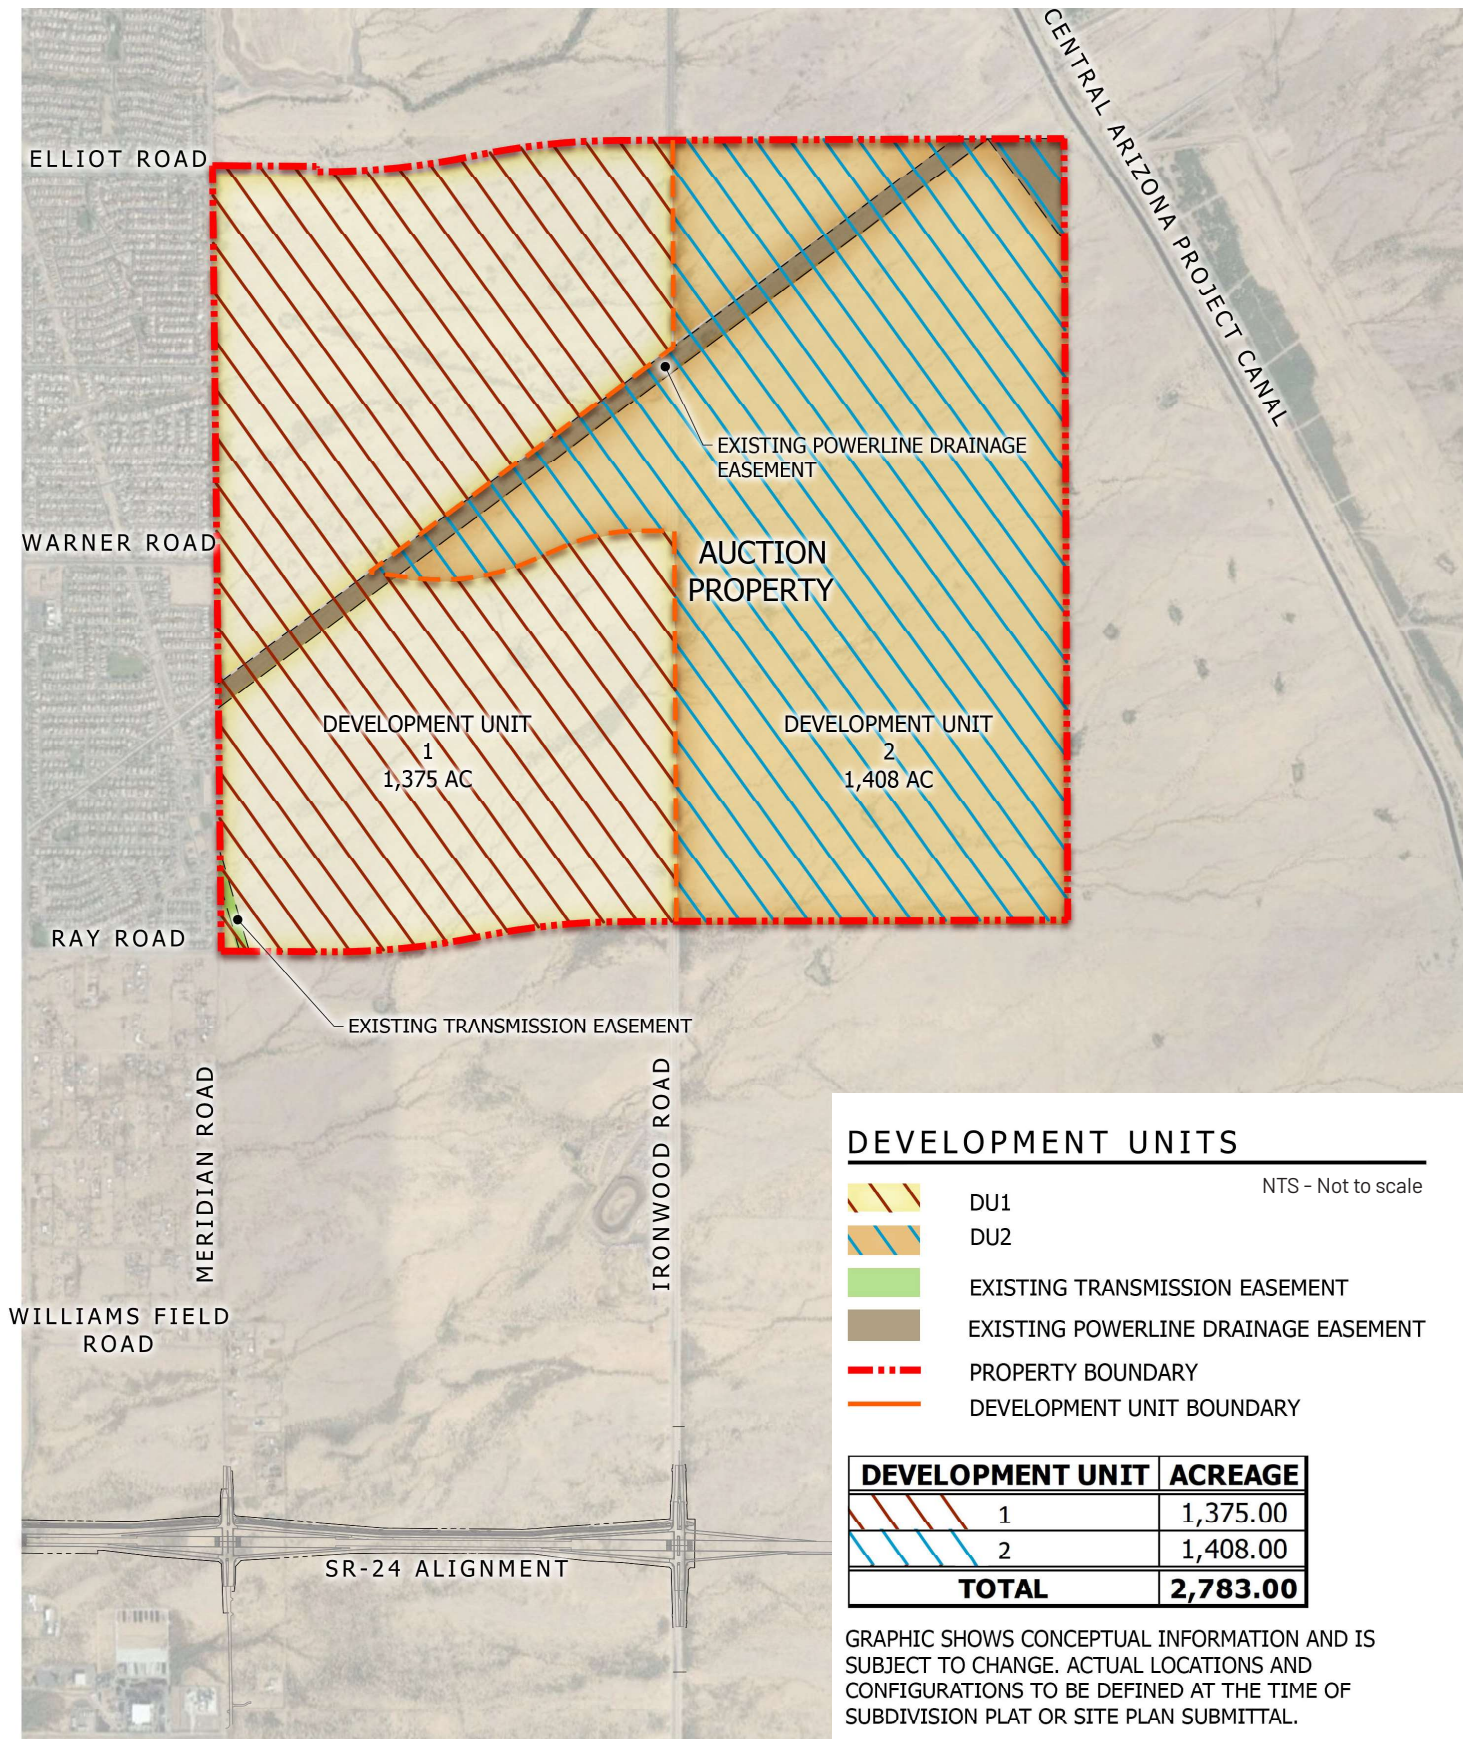 CENTRAL ARIZONA PROJECT CANAL
ELLIOT ROAD
EXISTING POWERLINE DRAINAGE
EASEMENT
WARNER ROAD
AUCTION
PROPERTY
DEVELOPMENT UNIT
1
1,375 AC
DEVELOPMENT UNIT
2
1,408 AC
RAY ROAD
EXISTING TRANSMISSION EASEMENT
MERIDIAN ROAD
IRONWOOD ROAD
WILLIAMS FIELD
ROAD
SR-24 ALIGNMENT
DEVELOPMENT UNITS
NTS - Not to scale
DU1
DU2
EXISTING TRANSMISSION EASEMENT
EXISTING POWERLINE DRAINAGE EASEMENT
PROPERTY BOUNDARY
DEVELOPMENT UNIT BOUNDARY
DEVELOPMENT UNIT ACREAGE
1 1,375.00
2 1,408.00
TOTAL 2,783.00
GRAPHIC SHOWS CONCEPTUAL INFORMATION AND IS
SUBJECT TO CHANGE. ACTUAL LOCATIONS AND
CONFIGURATIONS TO BE DEFINED AT THE TIME OF
SUBDIVISION PLAT OR SITE PLAN SUBMITTAL.